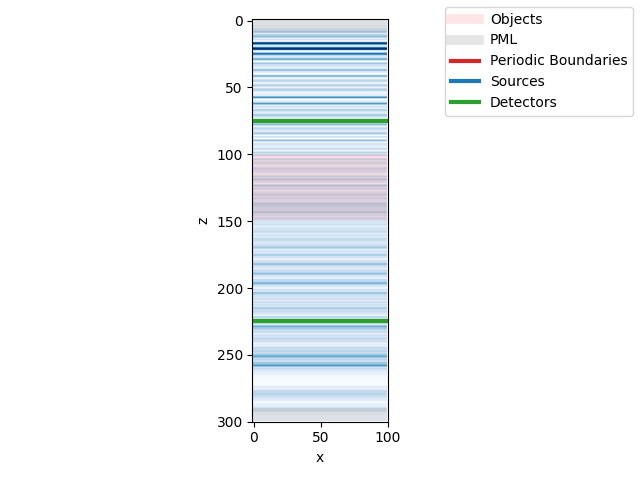 Objects
PML
Periodic Boundaries
Sources
Detectors
0
50
100
150
200
250
300
z
0
50
100
x